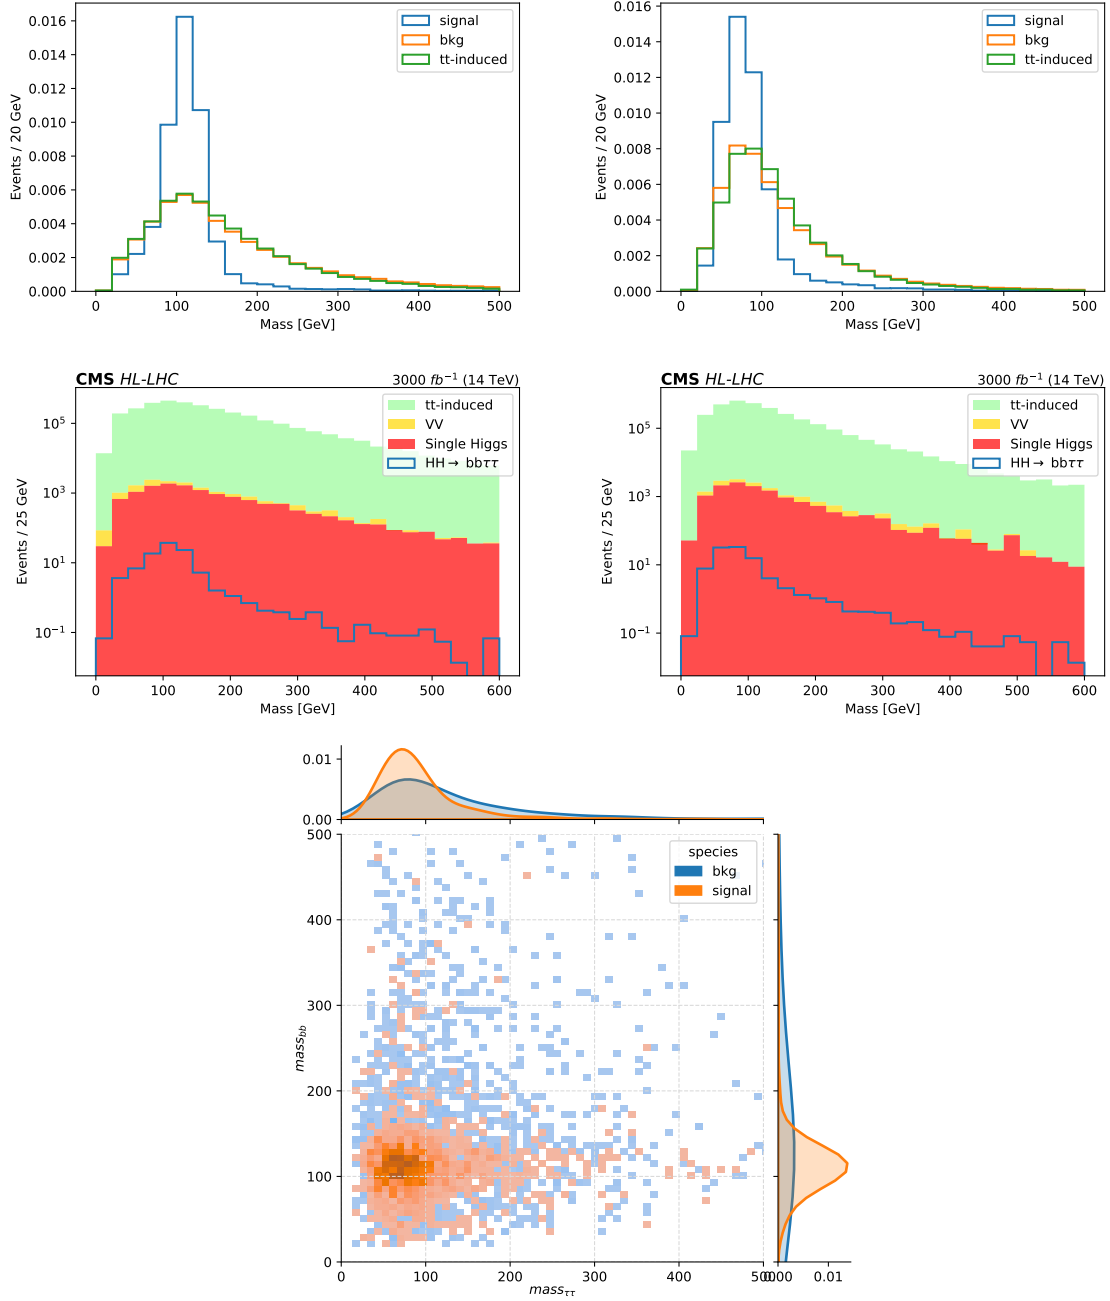 0.016
0.014
0.012
0.010
0.008
0.006
0.004
0.002
0.000
Events / 20 GeV
signal
bkg
tt-induced
0 100 200 300 400 500
Mass [GeV]
0.016
0.014
0.012
0.010
0.008
0.006
0.004
0.002
0.000
Events / 20 GeV
signal
bkg
tt-induced
0 100 200 300 400 500
Mass [GeV]
CMS HL-LHC 3000 fb⁻¹ (14 TeV)
10⁵
10³
10¹
10⁻¹
Events / 25 GeV
tt-induced
VV
Single Higgs
HH→ bbττ
0 100 200 300 400 500 600
Mass [GeV]
CMS HL-LHC 3000 fb⁻¹ (14 TeV)
10⁵
10³
10¹
10⁻¹
Events / 25 GeV
tt-induced
VV
Single Higgs
HH→ bbττ
0 100 200 300 400 500 600
Mass [GeV]
0.01
0.00
500
400
300
200
100
0
mass_bb
species
bkg
signal
0 100 200 300 400 500
mass_ττ
0.00 0.01